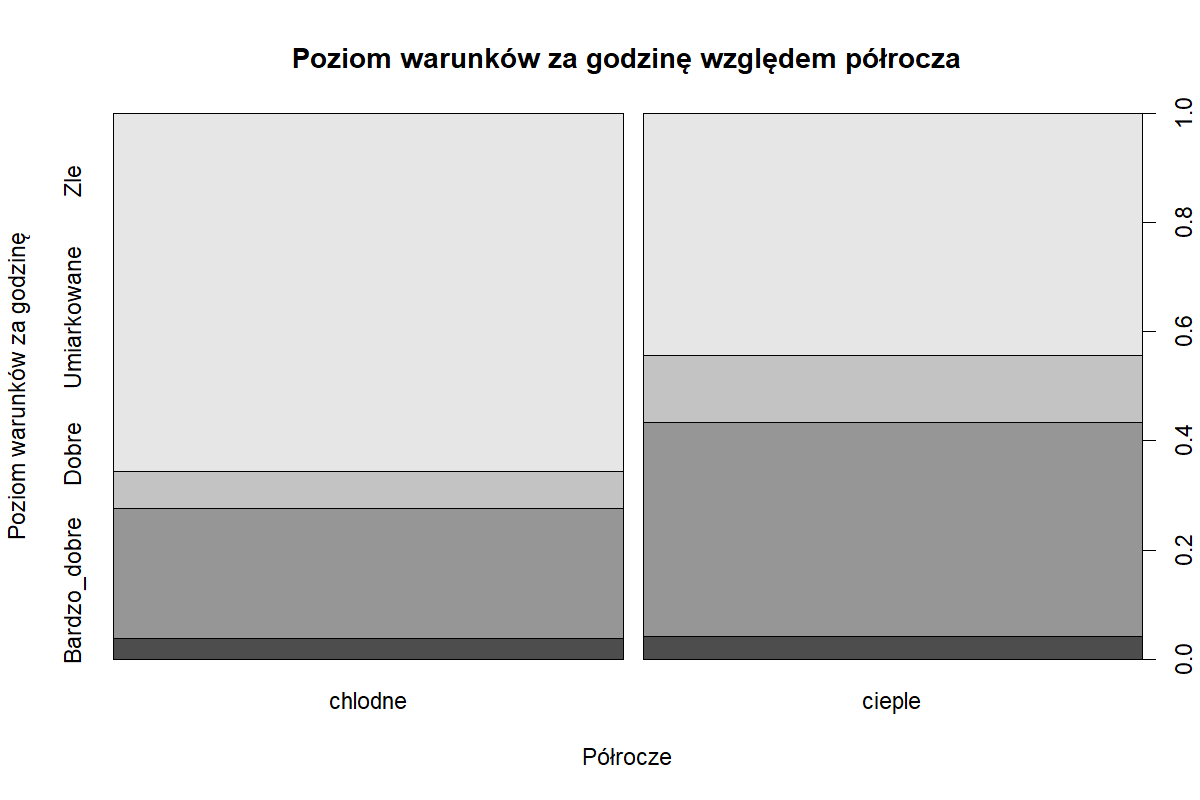 Poziom warunków za godzinę względem półrocza
Poziom warunków za godzinę
Zle
Umiarkowane
Dobre
Bardzo_dobre
1.0
0.8
0.6
0.4
0.2
0.0
chlodne
cieple
Półrocze